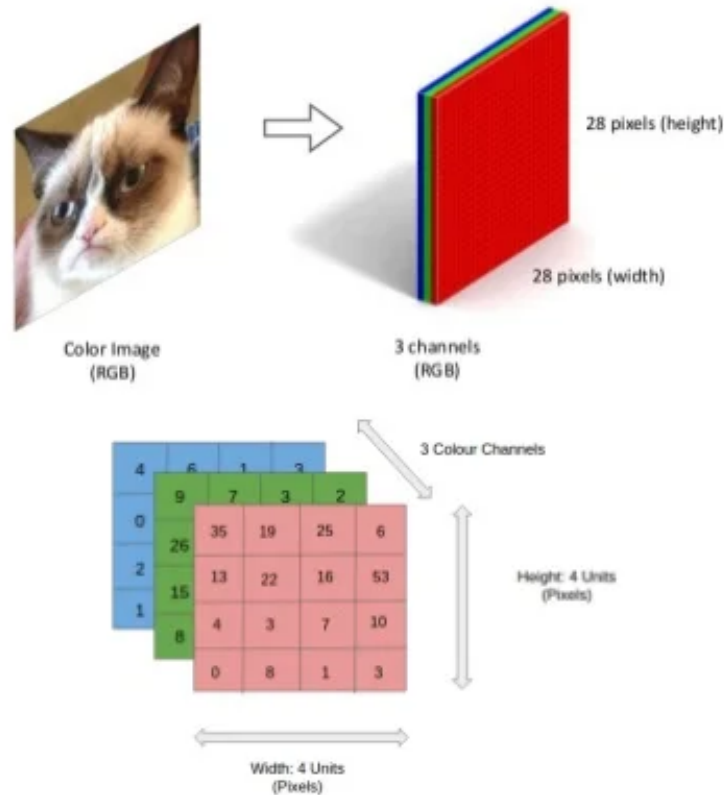 28 pixels (height)
28 pixels (width)
Color Image
(RGB)
3 channels
(RGB)
3 Colour Channels
4 6 1 3
9 7 3 2
35 19 25 6
0
26
13 22 16 53
2
15
4 3 7 10
1
8
0 8 1 3
Height: 4 Units
(Pixels)
Width: 4 Units
(Pixels)